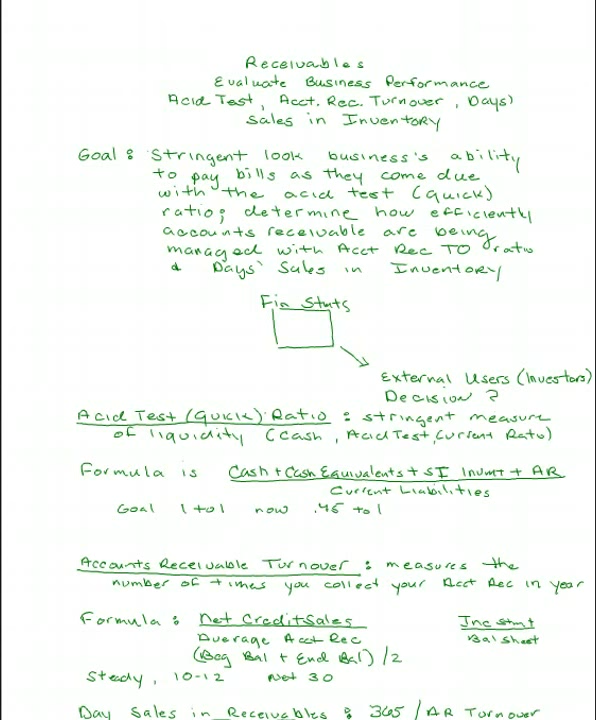 Receivables
Evaluate Business Performance
Acid Test, Acct. Rec. Turnover, Days'
Sales in Inventory
Goal: Stringent look business's ability
to pay bills as they come due
with the acid test (quick)
ratio; determine how efficiently
accounts receivable are being
managed with Acct Rec TO ratio
& Days' Sales in Inventory
Fin Stmts
External Users (Investors)
Decision?
Acid Test (Quick) Ratio: stringent measure
of liquidity (Cash, Acid Test, Current Ratio)
Formula is Cash + Cash Equivalents + SI Invmt + AR
Current Liabilities
Goal 1 to 1 now .45 to 1
Accounts Receivable Turnover: measures the
number of times you collect your Acct Rec in year
Formula: Net Credit Sales Inc Stmt
Average Acct Rec Bal Sheet
(Beg Bal + End Bal) /2
Steady, 10-12 Net 30
Day Sales in Receivables: 365 / AR Turnover